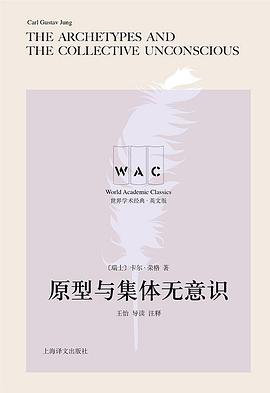 Carl Gustav Jung
THE ARCHETYPES AND
THE COLLECTIVE UNCONSCIOUS
WAC
World Academic Classics
世界学术经典·英文版
〔瑞士〕卡尔·荣格 著
原型与集体无意识
王怡 导读 注释
上海译文出版社